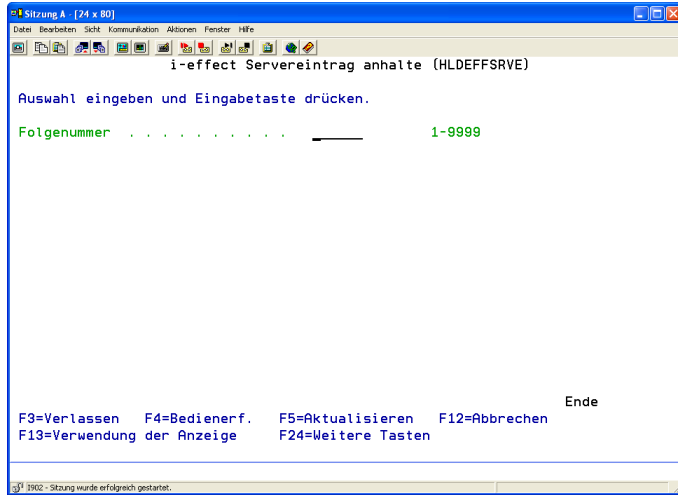 Sitzung A - [24 x 80]
Datei Bearbeiten Sicht Kommunikation Aktionen Fenster Hilfe
i-effect Servereintrag anhalte (HLDEFFSRVE)
Auswahl eingeben und Eingabetaste drücken.
Folgenummer . . . . . . . . . . 1-9999
Ende
F3=Verlassen F4=Bedienerf. F5=Aktualisieren F12=Abbrechen
F13=Verwendung der Anzeige F24=Weitere Tasten
I902 - Sitzung wurde erfolgreich gestartet.